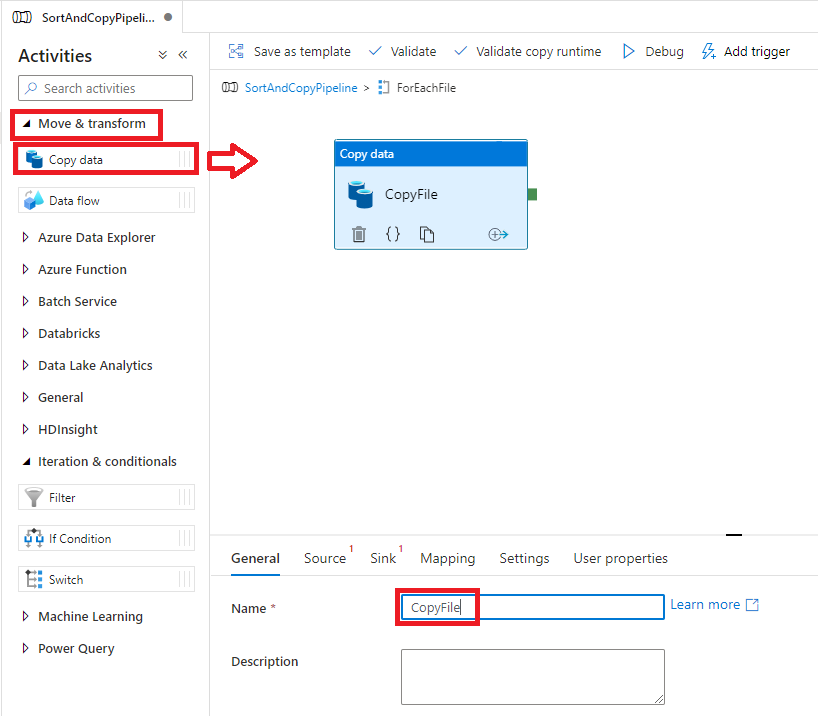 SortAndCopyPipeli...
Activities
Search activities
Move & transform
Copy data
Data flow
Azure Data Explorer
Azure Function
Batch Service
Databricks
Data Lake Analytics
General
HDInsight
Iteration & conditionals
Filter
If Condition
Switch
Machine Learning
Power Query
Save as template
Validate
Validate copy runtime
Debug
Add trigger
SortAndCopyPipeline > ForEachFile
Copy data
CopyFile
{}
General
Source 1
Sink 1
Mapping
Settings
User properties
Name *
CopyFile
Learn more
Description